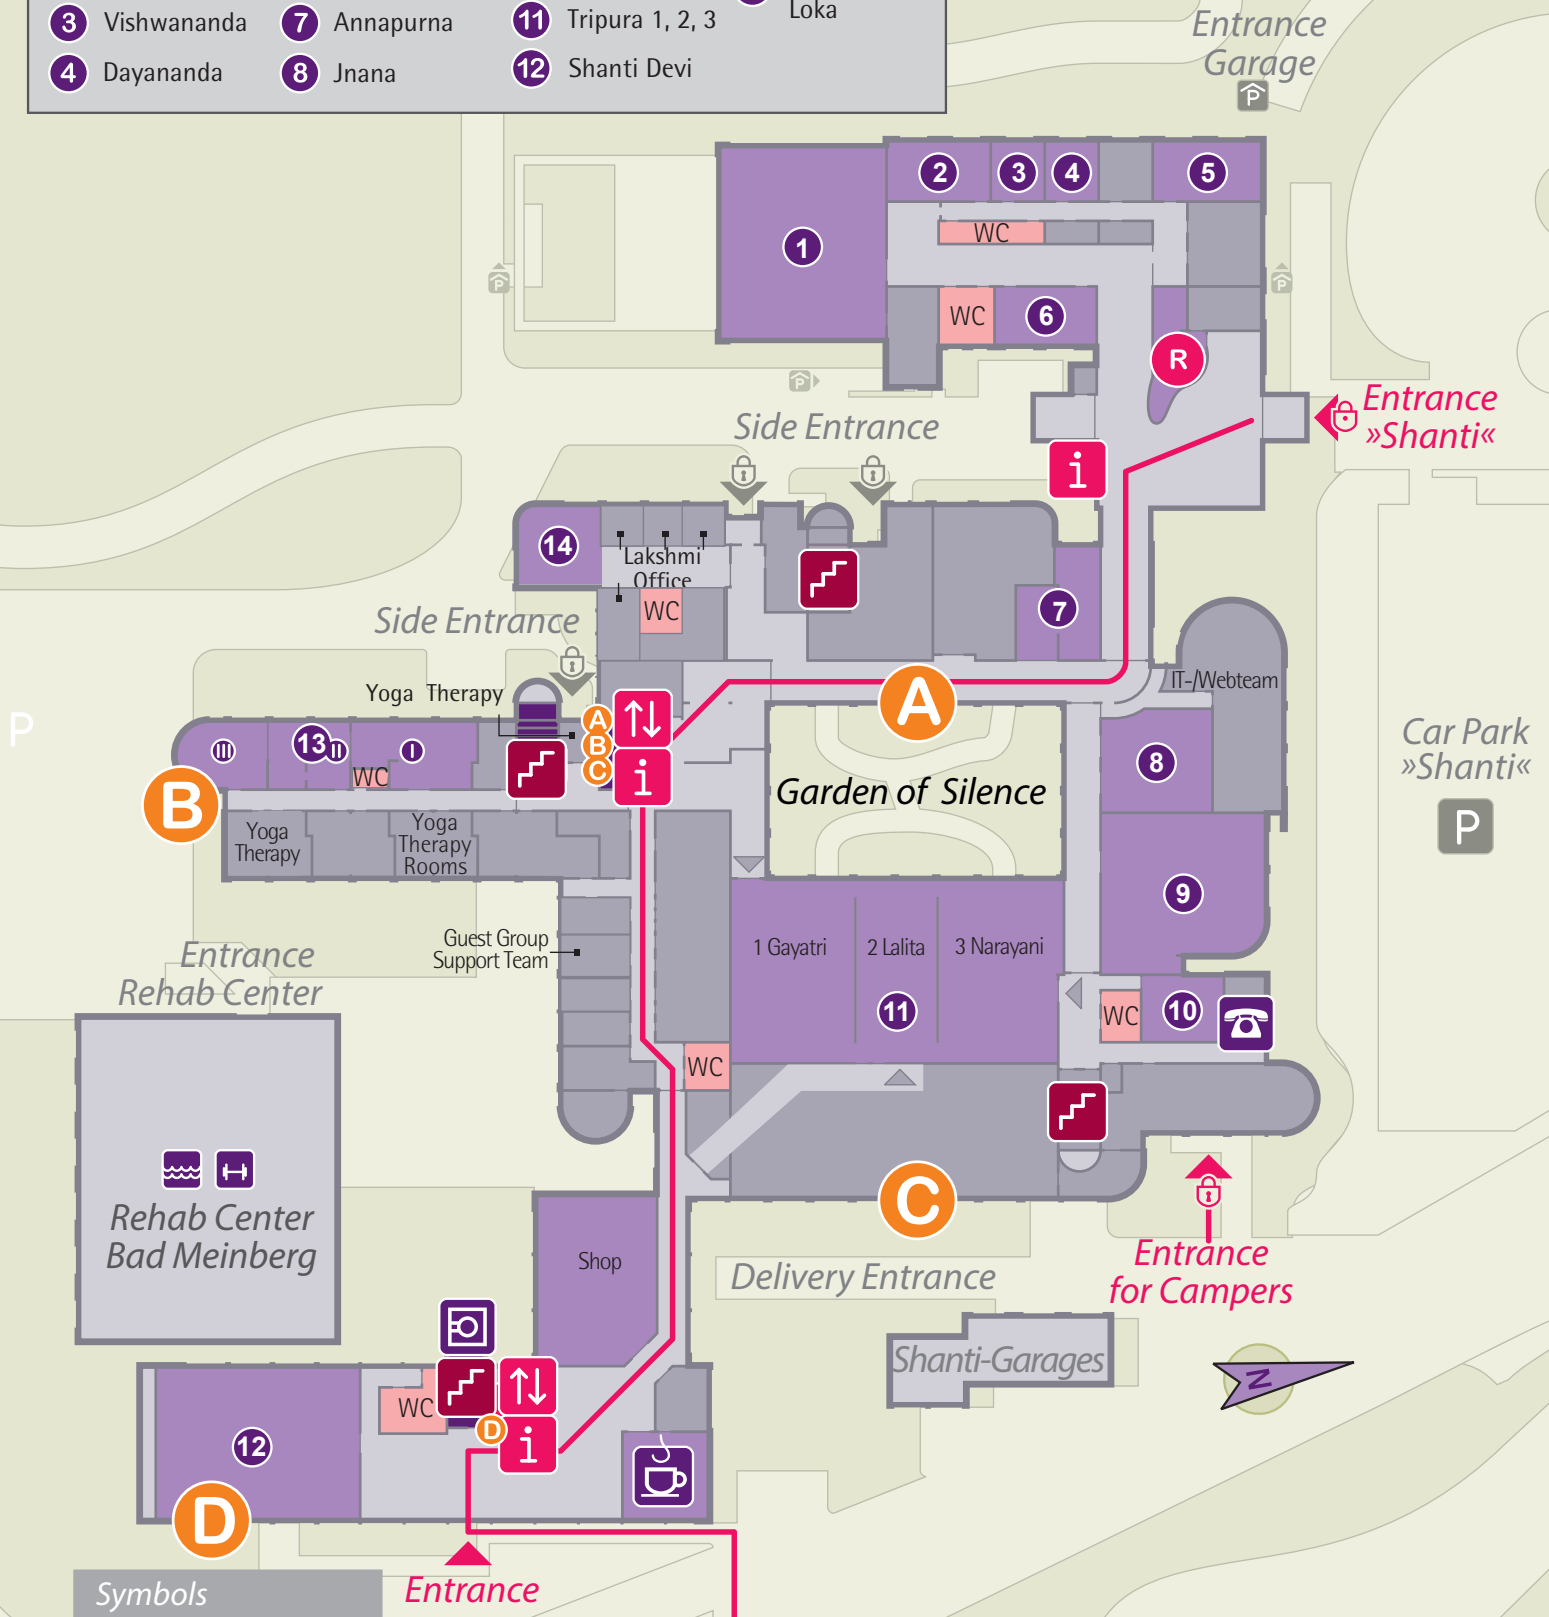 3 Vishwananda 7 Annapurna 11 Tripura 1, 2, 3 Loka
4 Dayananda 8 Jnana 12 Shanti Devi
Entrance
Garage
P
2 3 4 5
1
WC
P
P
WC 6
R
P
Entrance
»Shanti«
Side Entrance
i
14
Lakshmi
Office
WC
7
Side Entrance
Yoga Therapy
IT-/Webteam
A
P
III 13 II I
WC
A
B
C
i
B
Garden of Silence
8
Car Park
»Shanti«
P
Yoga
Therapy
Yoga
Therapy
Rooms
9
Guest Group
Support Team
1 Gayatri 2 Lalita 3 Narayani
11
Entrance
Rehab Center
WC 10
WC
Rehab Center
Bad Meinberg
C
Shop
Entrance
for Campers
Delivery Entrance
Shanti-Garages
N
WC
D
i
12
D
Symbols
Entrance